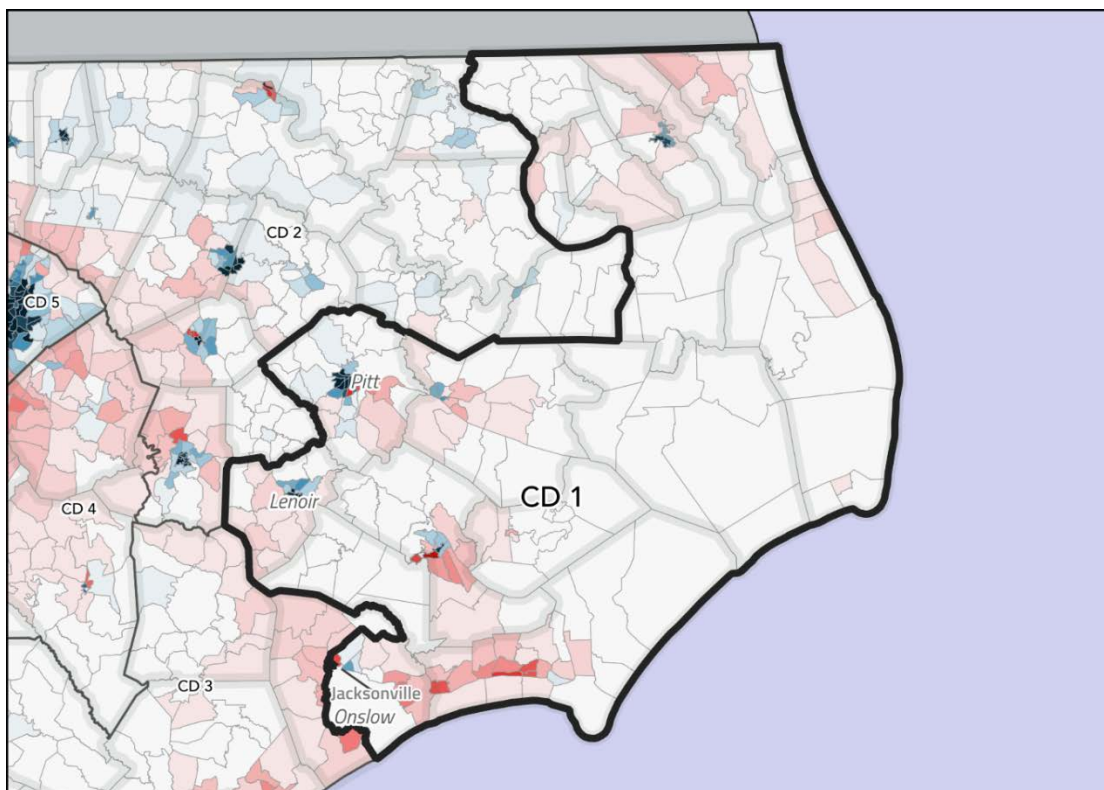 CD 2
CD 5
Pitt
CD 1
Lenoir
CD 4
CD 3
Jacksonville
Onslow